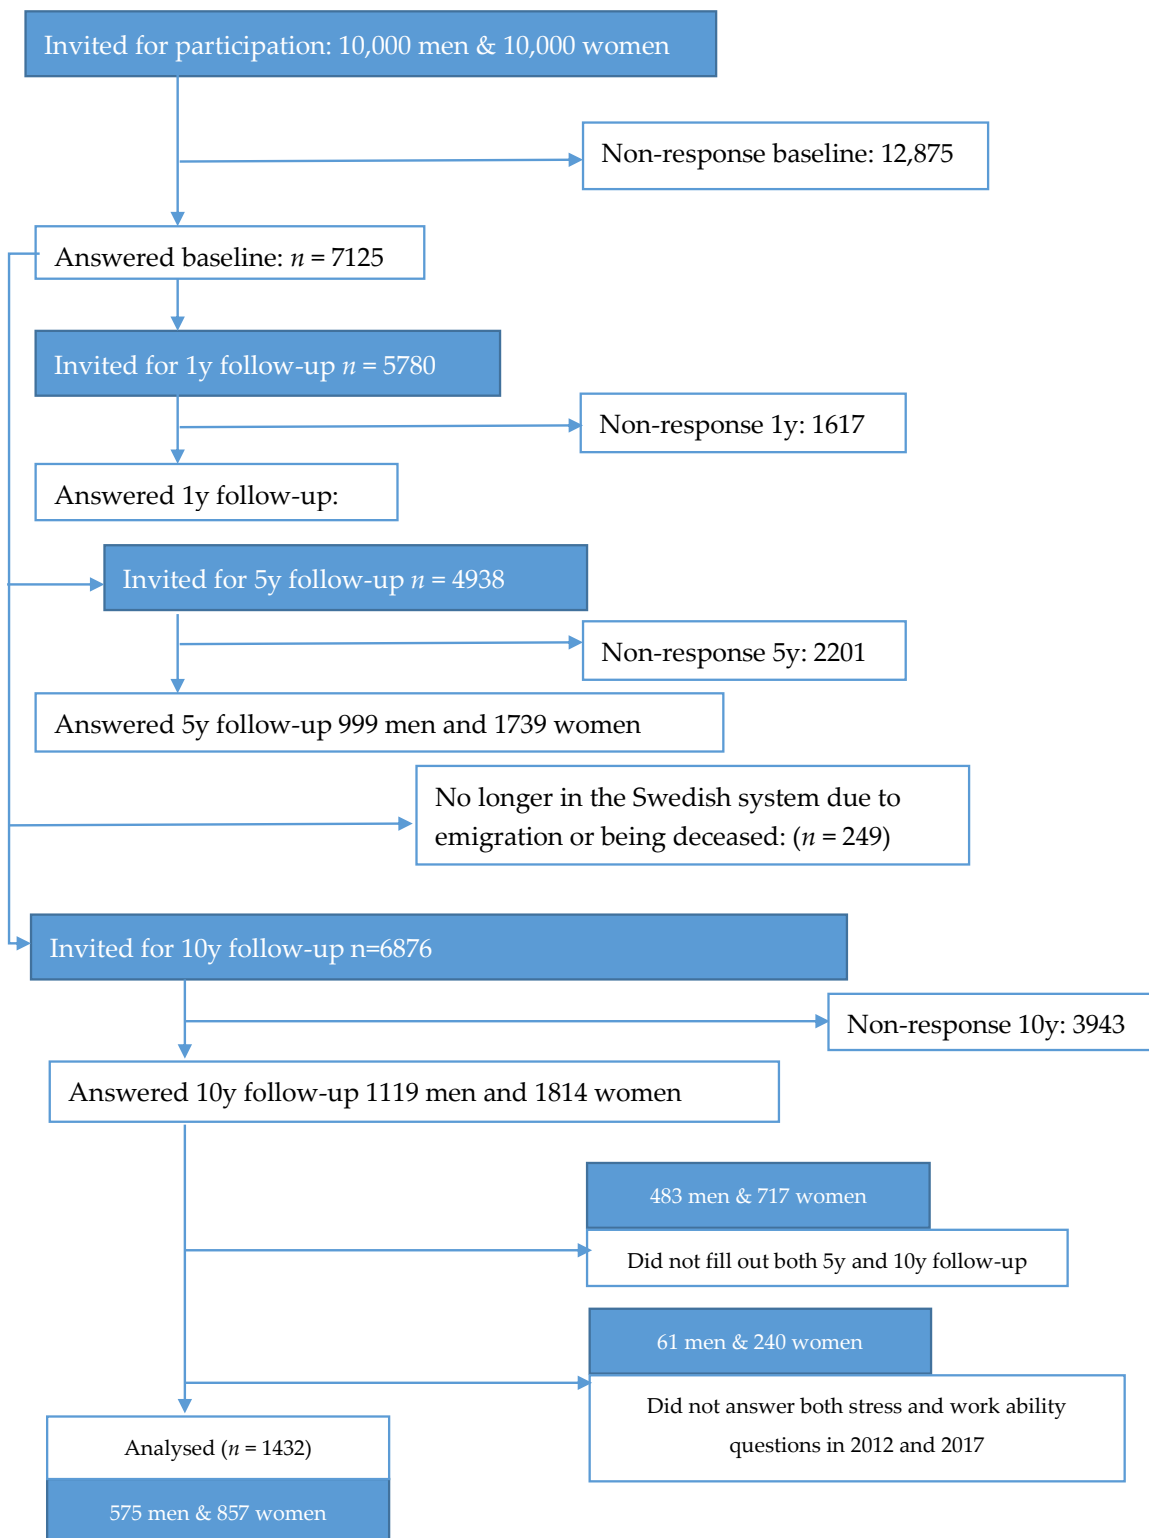 Invited for participation: 10,000 men & 10,000 women
Non-response baseline: 12,875
Answered baseline: n = 7125
Invited for 1y follow-up n = 5780
Non-response 1y: 1617
Answered 1y follow-up:
Invited for 5y follow-up n = 4938
Non-response 5y: 2201
Answered 5y follow-up 999 men and 1739 women
No longer in the Swedish system due to
emigration or being deceased: (n = 249)
Invited for 10y follow-up n=6876
Non-response 10y: 3943
Answered 10y follow-up 1119 men and 1814 women
483 men & 717 women
Did not fill out both 5y and 10y follow-up
61 men & 240 women
Did not answer both stress and work ability
questions in 2012 and 2017
Analysed (n = 1432)
575 men & 857 women